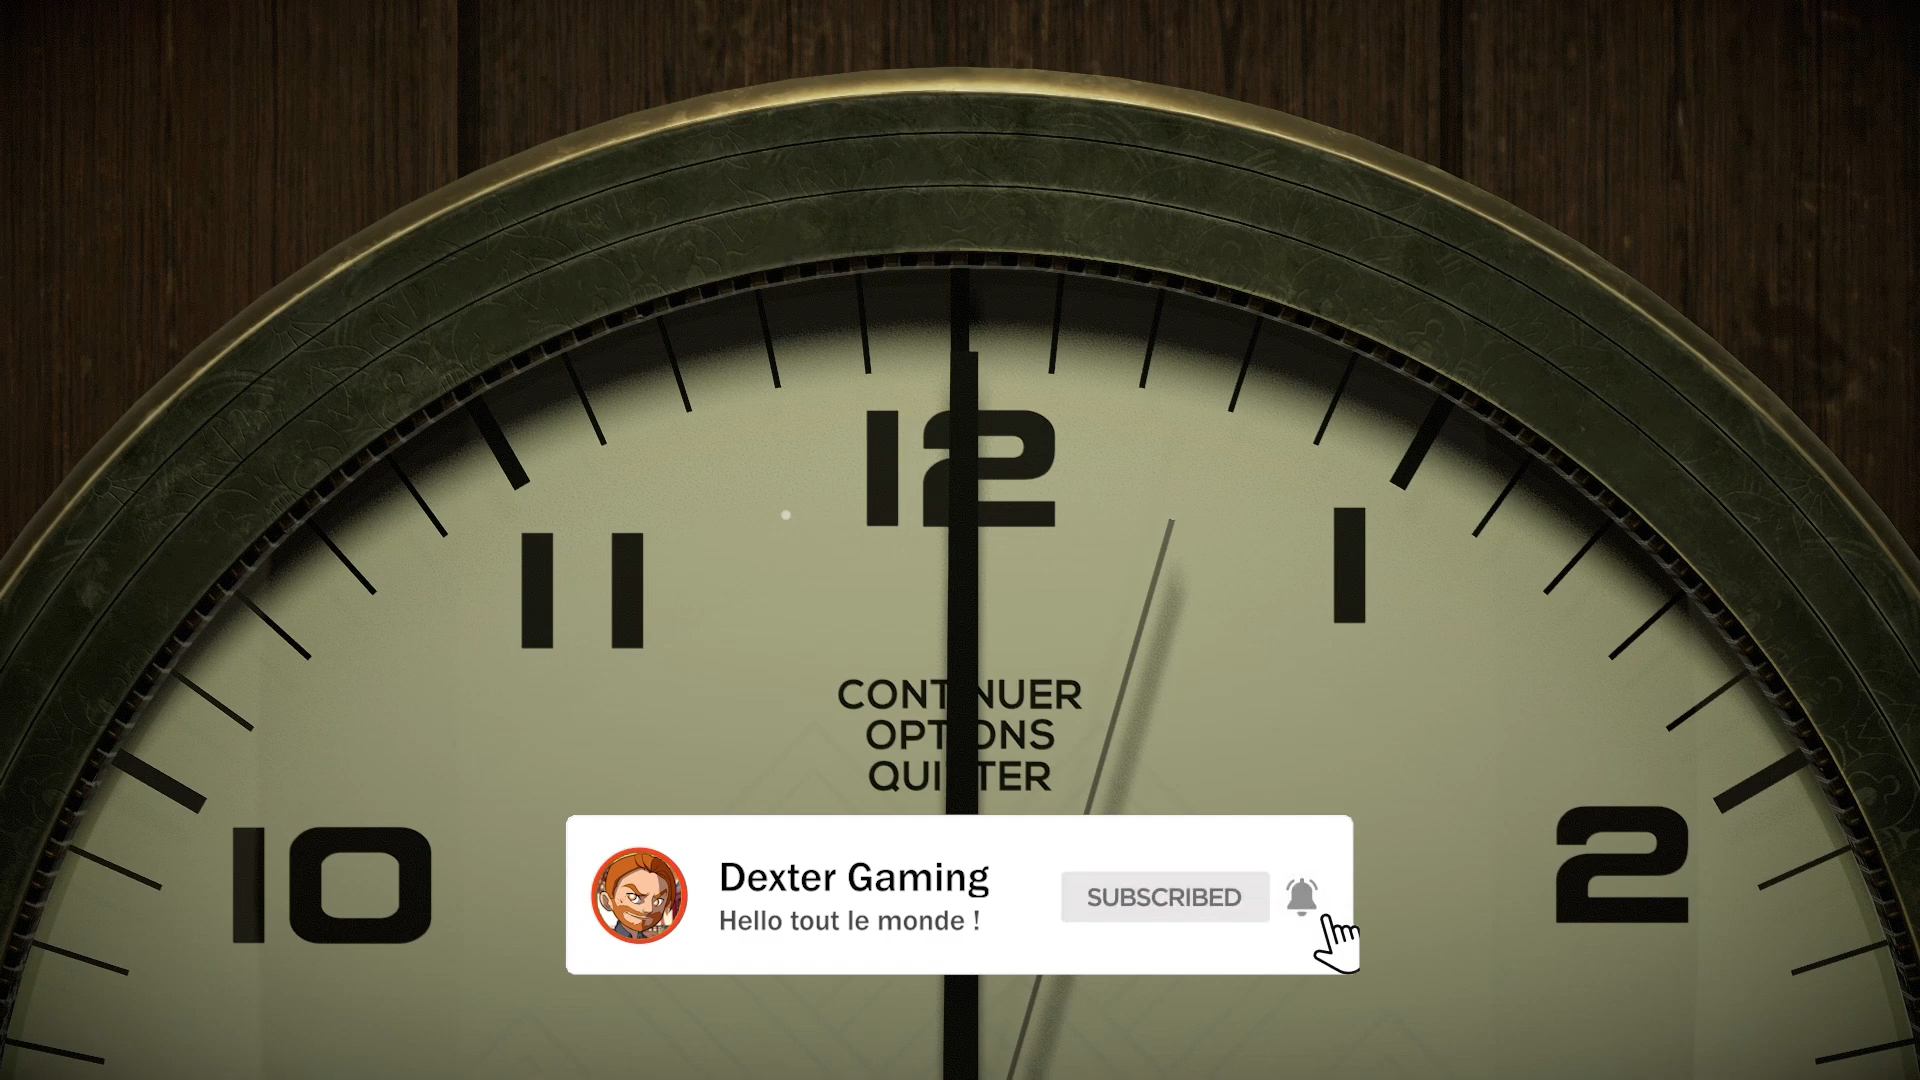 12
11
1
CONTINUER
OPTIONS
QUITTER
10
2
Dexter Gaming
Hello tout le monde !
SUBSCRIBED